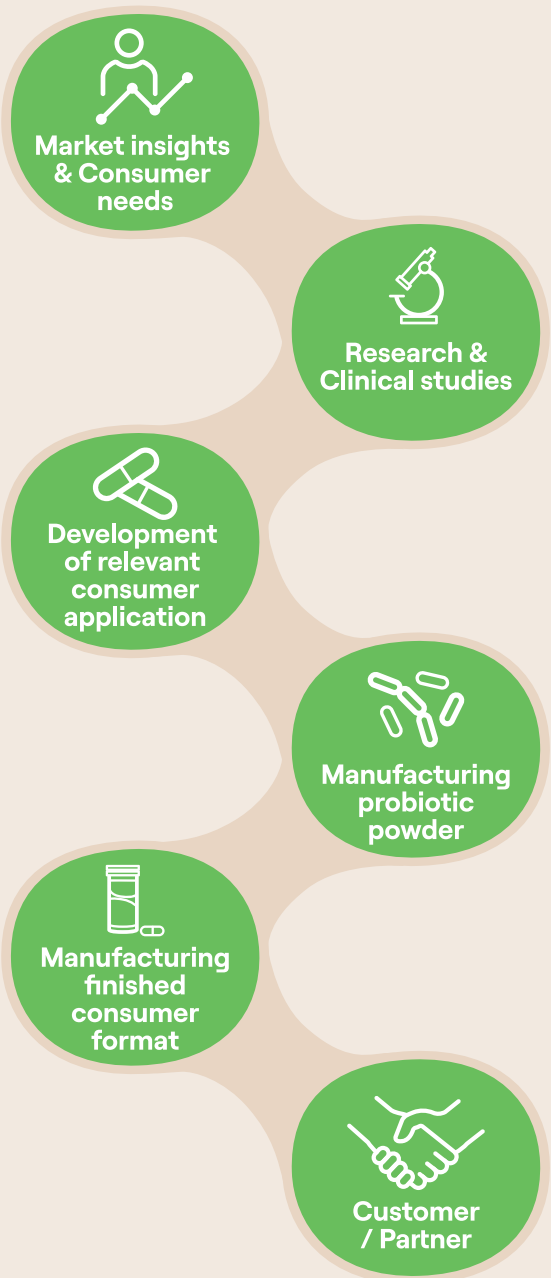 Market insights
& Consumer
needs
Research &
Clinical studies
Development
of relevant
consumer
application
Manufacturing
probiotic
powder
Manufacturing
finished
consumer
format
Customer
/ Partner